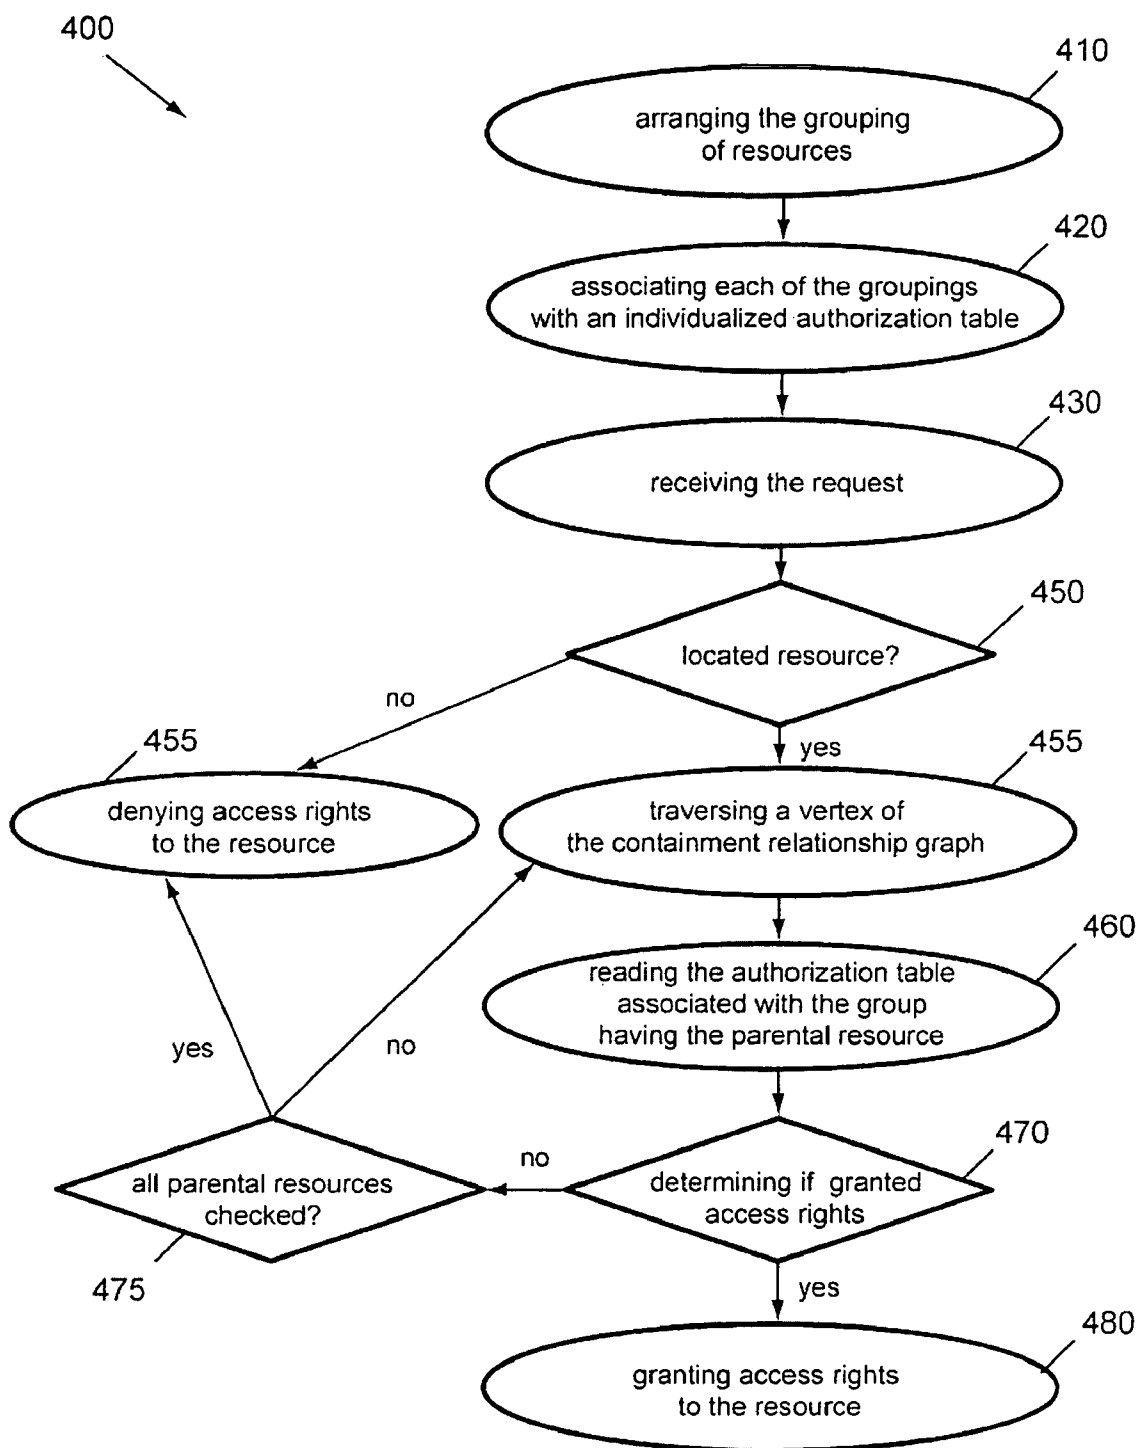 400
410
arranging the grouping
of resources
420
associating each of the groupings
with an individualized authorization table
430
receiving the request
450
located resource?
no
yes
455
denying access rights
to the resource
455
traversing a vertex of
the containment relationship graph
460
reading the authorization table
associated with the group
having the parental resource
yes
no
470
determining if granted
access rights
no
all parental resources
checked?
475
yes
480
granting access rights
to the resource